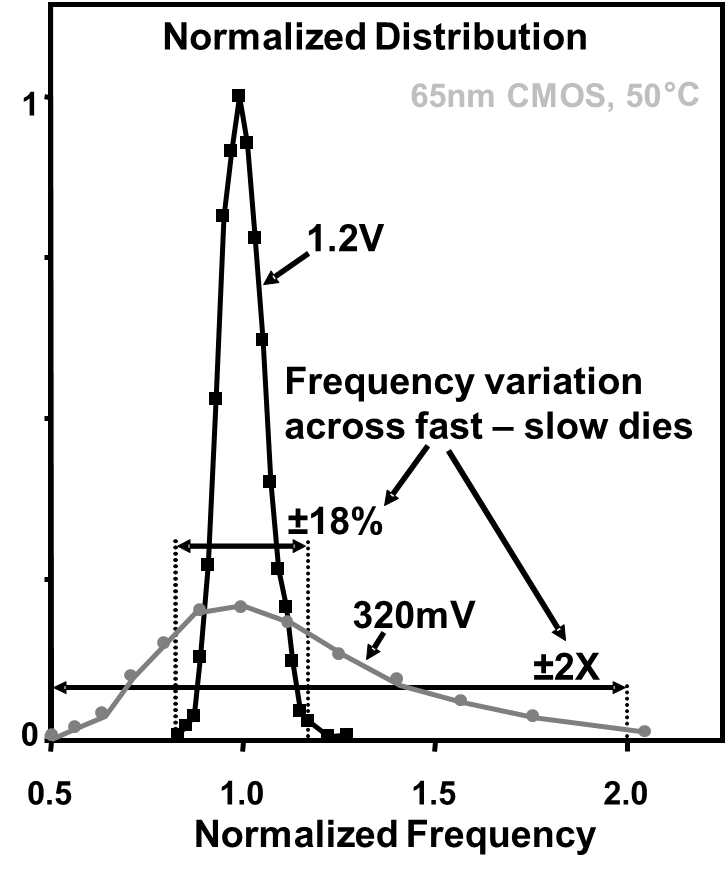 Normalized Distribution
65nm CMOS, 50°C
1
1.2V
Frequency variation
across fast – slow dies
±18%
320mV
±2X
0
0.5 1.0 1.5 2.0
Normalized Frequency